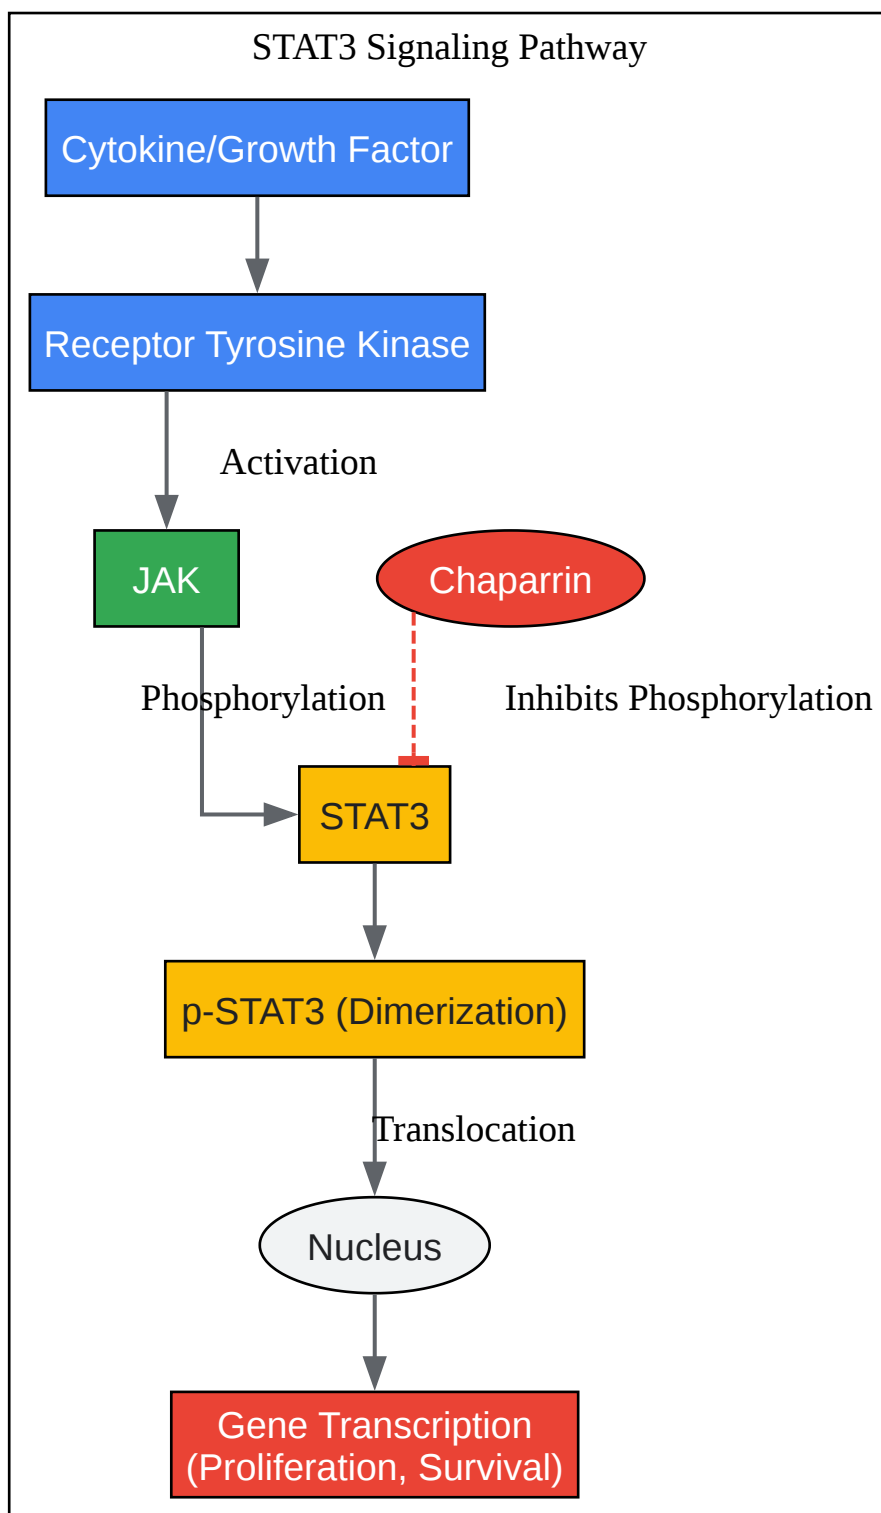 STAT3 Signaling Pathway
Cytokine/Growth Factor
Receptor Tyrosine Kinase
Activation
JAK
Chaparrin
Phosphorylation
Inhibits Phosphorylation
STAT3
p-STAT3 (Dimerization)
Translocation
Nucleus
Gene Transcription
(Proliferation, Survival)